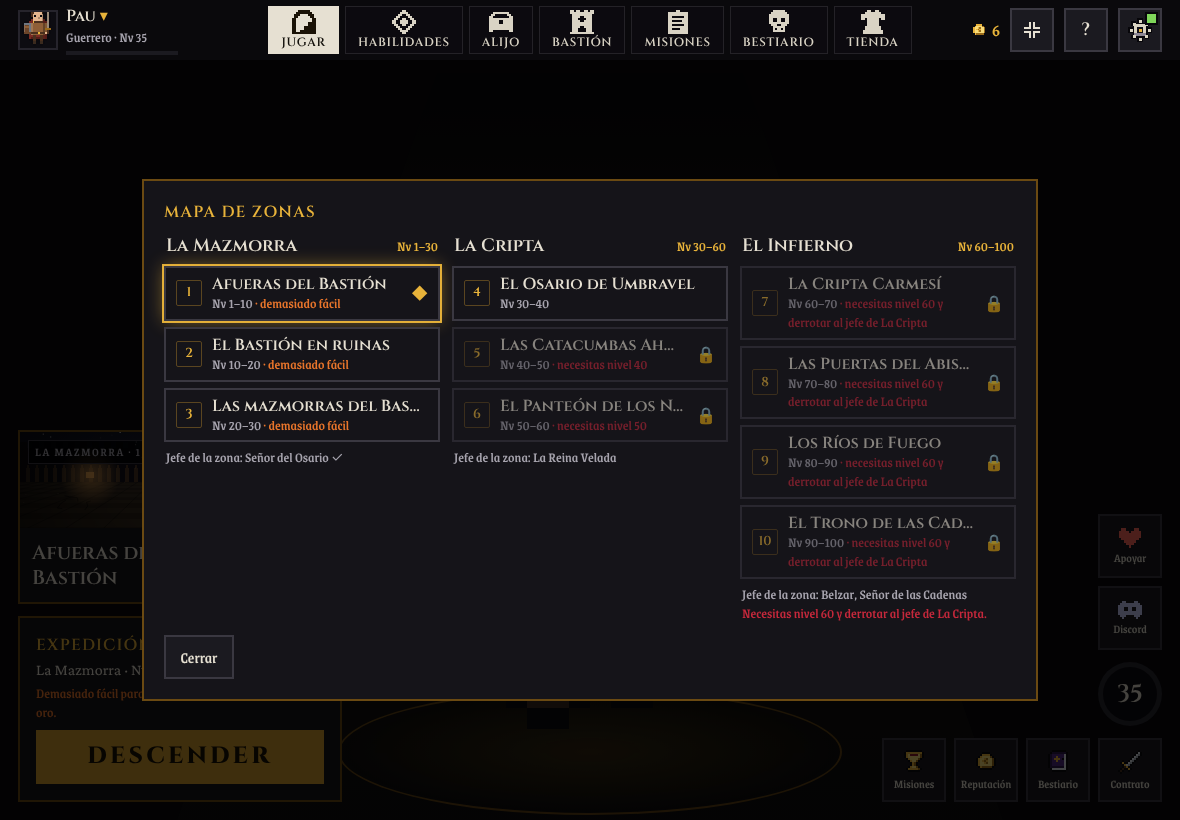 Pau ▼
Guerrero · Nv 35
JUGAR
HABILIDADES
ALIJO
BASTIÓN
MISIONES
BESTIARIO
TIENDA
6
?
MAPA DE ZONAS
La Mazmorra
Nv 1–30
1
Afueras del Bastión
Nv 1–10 · demasiado fácil
2
El Bastión en ruinas
Nv 10–20 · demasiado fácil
3
Las mazmorras del Bas...
Nv 20–30 · demasiado fácil
Jefe de la zona: Señor del Osario ✓
La Cripta
Nv 30–60
4
El Osario de Umbravel
Nv 30–40
5
Las Catacumbas Ah...
Nv 40–50 · necesitas nivel 40
6
El Panteón de los N...
Nv 50–60 · necesitas nivel 50
Jefe de la zona: La Reina Velada
El Infierno
Nv 60–100
7
La Cripta Carmesí
Nv 60–70 · necesitas nivel 60 y
derrotar al jefe de La Cripta
8
Las Puertas del Abis...
Nv 70–80 · necesitas nivel 60 y
derrotar al jefe de La Cripta
9
Los Ríos de Fuego
Nv 80–90 · necesitas nivel 60 y
derrotar al jefe de La Cripta
10
El Trono de las Cad...
Nv 90–100 · necesitas nivel 60 y
derrotar al jefe de La Cripta
Jefe de la zona: Belzar, Señor de las Cadenas
Necesitas nivel 60 y derrotar al jefe de La Cripta.
Cerrar
LA MAZMORRA · 1
Afueras
Bastión
La Mazmorra ·
Demasiado fácil
oro.
DESCENDER
Apoyar
Discord
35
Misiones
Reputación
Bestiario
Contrato